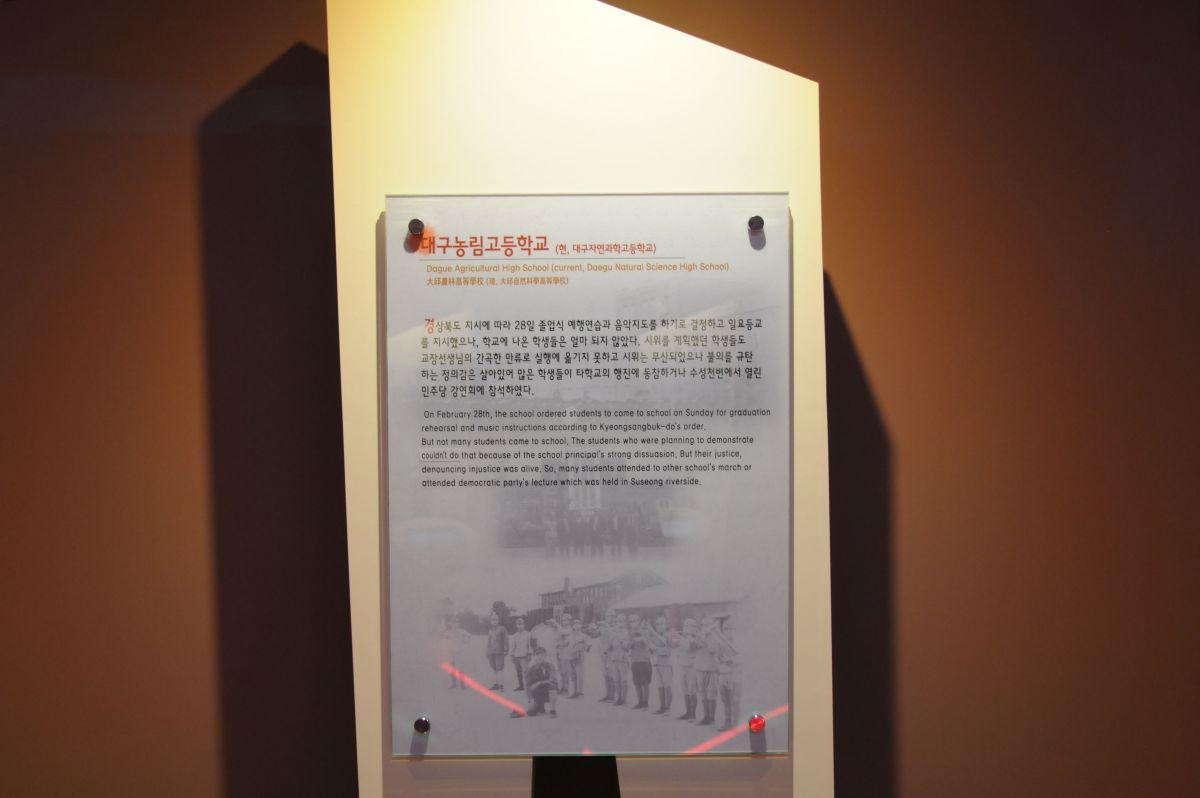 대구농림고등학교 (현, 대구자연과학고등학교)
Dague Agricultural High School (current, Daegu Natural Science High School)
大邱農林高等學校 (現, 大邱自然科學高等學校)
경상북도 지시에 따라 28일 졸업식 예행연습과 음악지도를 하기로 결정하고 일요등교
를 지시했으나, 학교에 나온 학생들은 얼마 되지 않았다. 시위를 계획했던 학생들도
교장선생님의 간곡한 만류로 실행에 옮기지 못하고 시위는 무산되었으나 불의를 규탄
하는 정의감은 살아있어 많은 학생들이 타학교의 행진에 동참하거나 수성천변에서 열린
민주당 강연회에 참석하였다.
On February 28th, the school ordered students to come to school on Sunday for graduation
rehearsal and music instructions according to Kyeongsangbuk-do's order.
But not many students came to school. The students who were planning to demonstrate
couldn't do that because of the school principal's strong dissuasion. But their justice,
denouncing injustice was alive. So, many students attended to other school's march or
attended democratic party's lecture which was held in Suseong riverside.